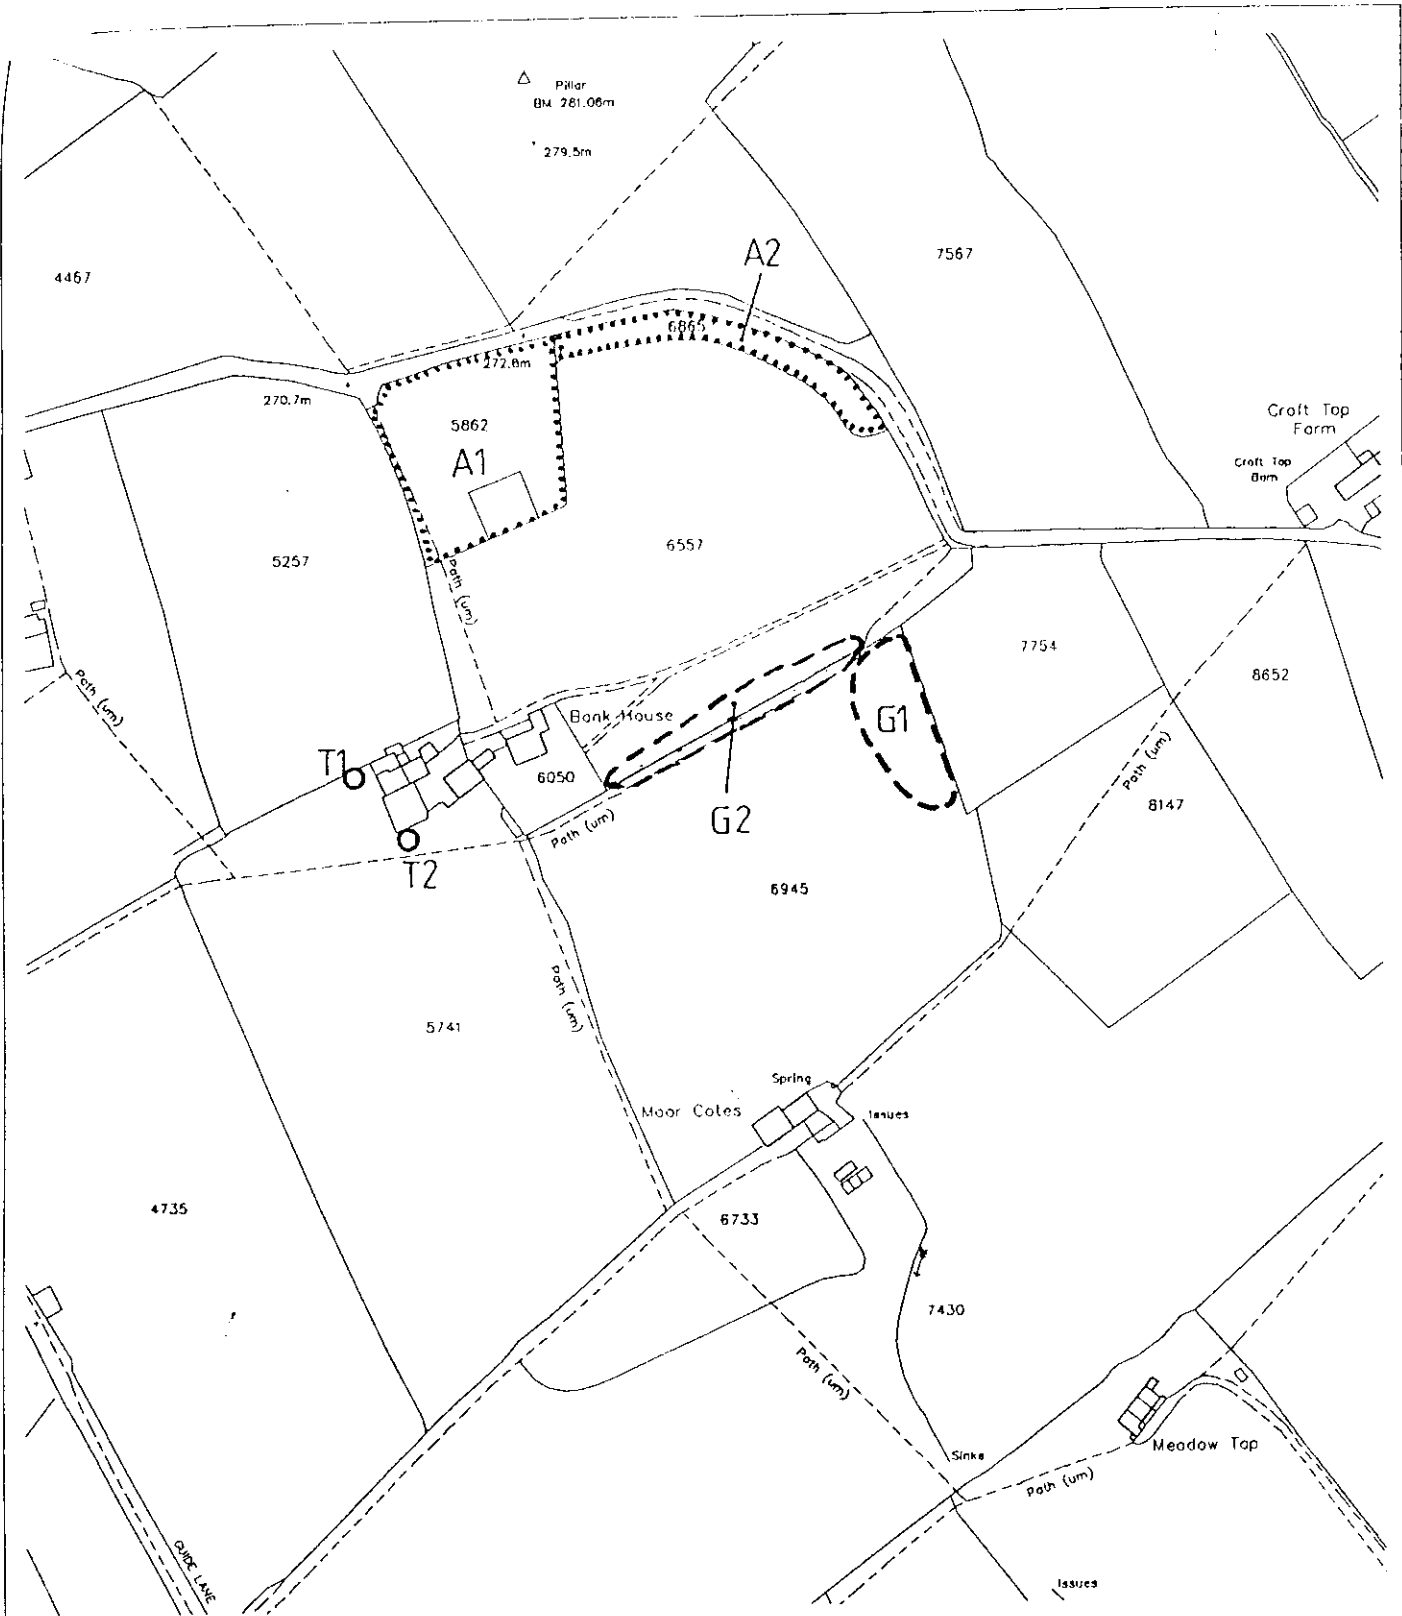 Pillar
BM 281.06m
279.5m
A2
7567
4467
6865
272.8m
270.7m
5862
Croft Top
Farm
A1
Croft Top
Barn
6557
5257
Path (um)
7754
8652
Path (um)
Bank House
G1
T1
6050
Path (um)
8147
G2
Path (um)
T2
6945
Path (um)
5741
Spring
Moor Cotes
Issues
4735
6733
7430
Path (um)
Meadow Top
Sinks
Path (um)
GUIDE LANE
Issues